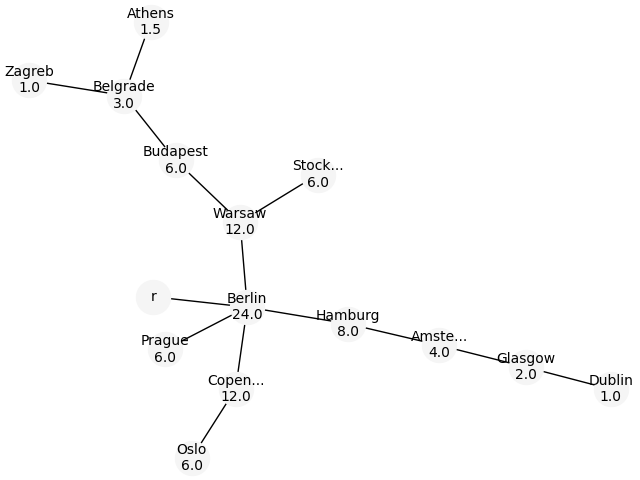 Athens
1.5
Zagreb
1.0
Belgrade
3.0
Budapest
6.0
Stock...
6.0
Warsaw
12.0
r
Berlin
24.0
Hamburg
8.0
Prague
6.0
Amste...
4.0
Glasgow
2.0
Copen...
12.0
Dublin
1.0
Oslo
6.0